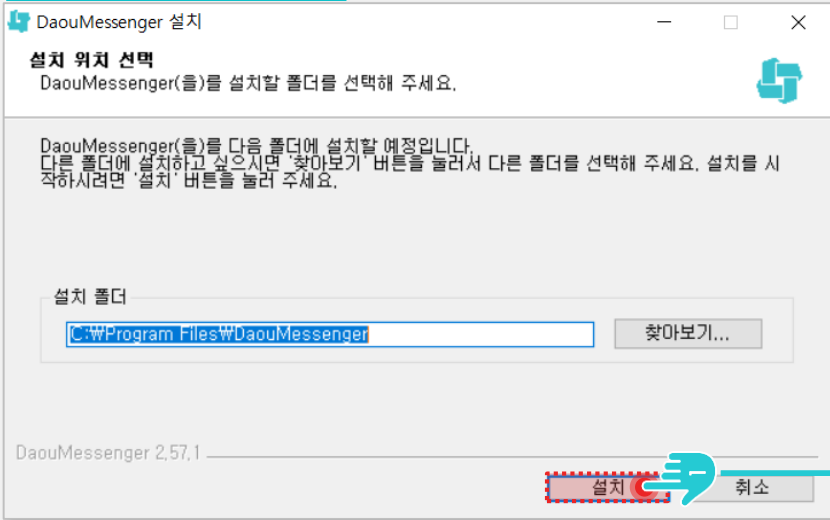 DaouMessenger 설치
설치 위치 선택
DaouMessenger(을)를 설치할 폴더를 선택해 주세요.
DaouMessenger(을)를 다음 폴더에 설치할 예정입니다.
다른 폴더에 설치하고 싶으시면 '찾아보기' 버튼을 눌러서 다른 폴더를 선택해 주세요. 설치를 시
작하시려면 '설치' 버튼을 눌러 주세요.
설치 폴더
C:₩Program Files₩DaouMessenger
찾아보기...
DaouMessenger 2.57.1
설치
취소